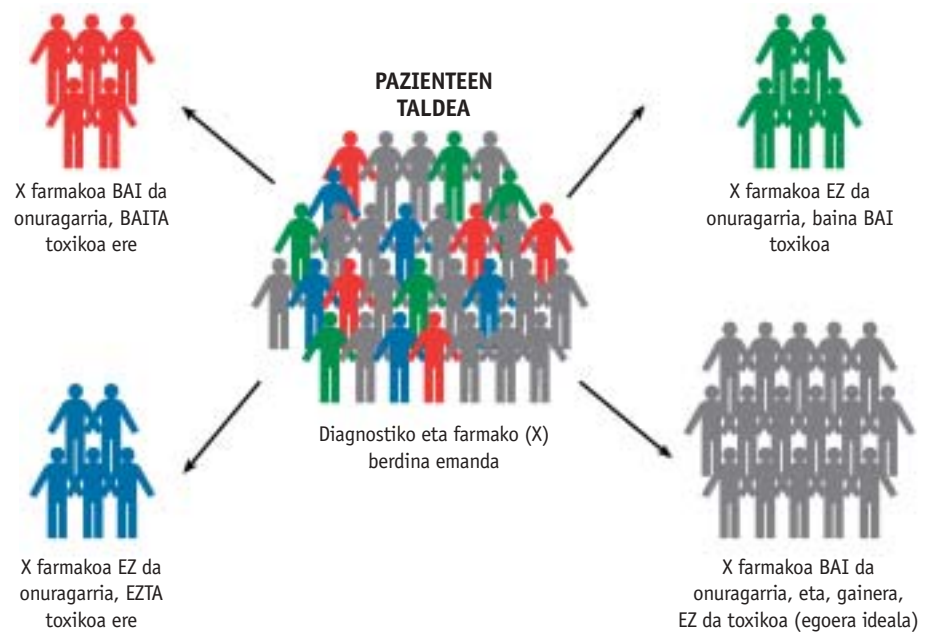 PAZIENTEEN
TALDEA
X farmakoa BAI da
onuragarria, BAITA
toxikoa ere
X farmakoa EZ da
onuragarria, baina BAI
toxikoa
Diagnostiko eta farmako (X)
berdina emanda
X farmakoa EZ da
onuragarria, EZTA
toxikoa ere
X farmakoa BAI da
onuragarria, eta, gainera,
EZ da toxikoa (egoera ideala)